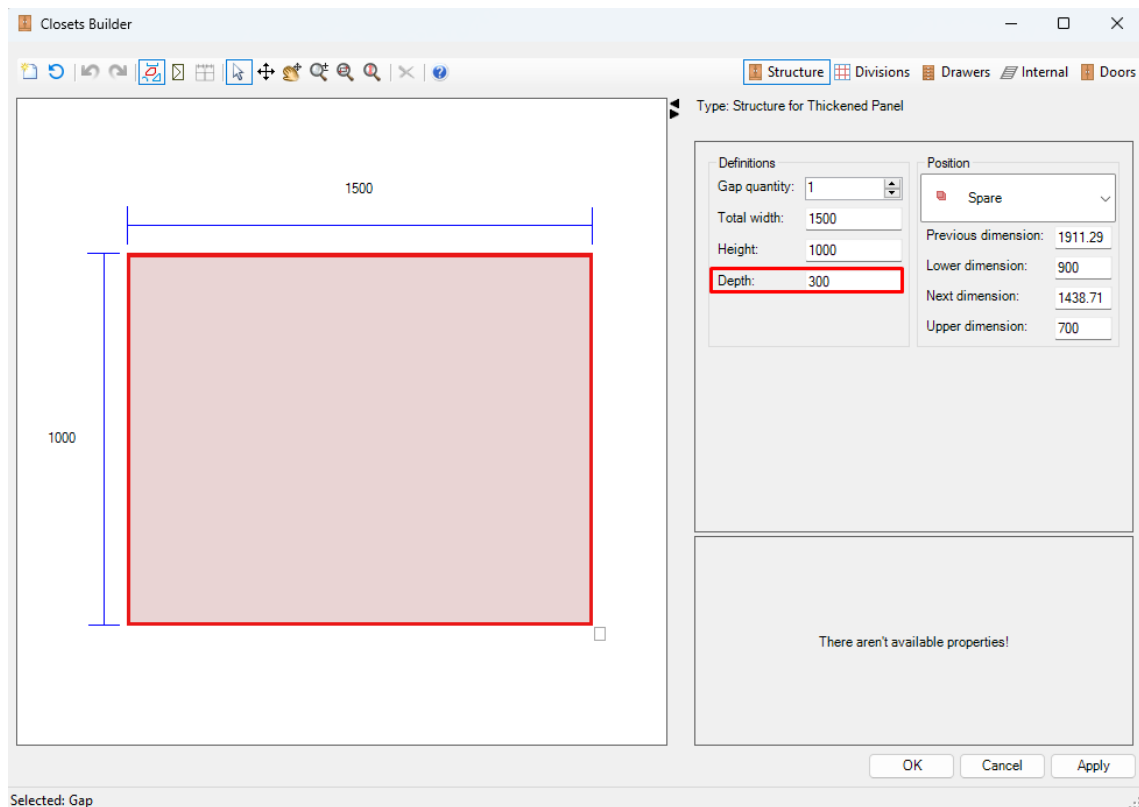 Closets Builder
Structure Divisions Drawers Internal Doors
Type: Structure for Thickened Panel
1500
1000
Definitions
Gap quantity: 1
Total width: 1500
Height: 1000
Depth: 300
Position
Spare
Previous dimension: 1911.29
Lower dimension: 900
Next dimension: 1438.71
Upper dimension: 700
There aren't available properties!
OK Cancel Apply
Selected: Gap